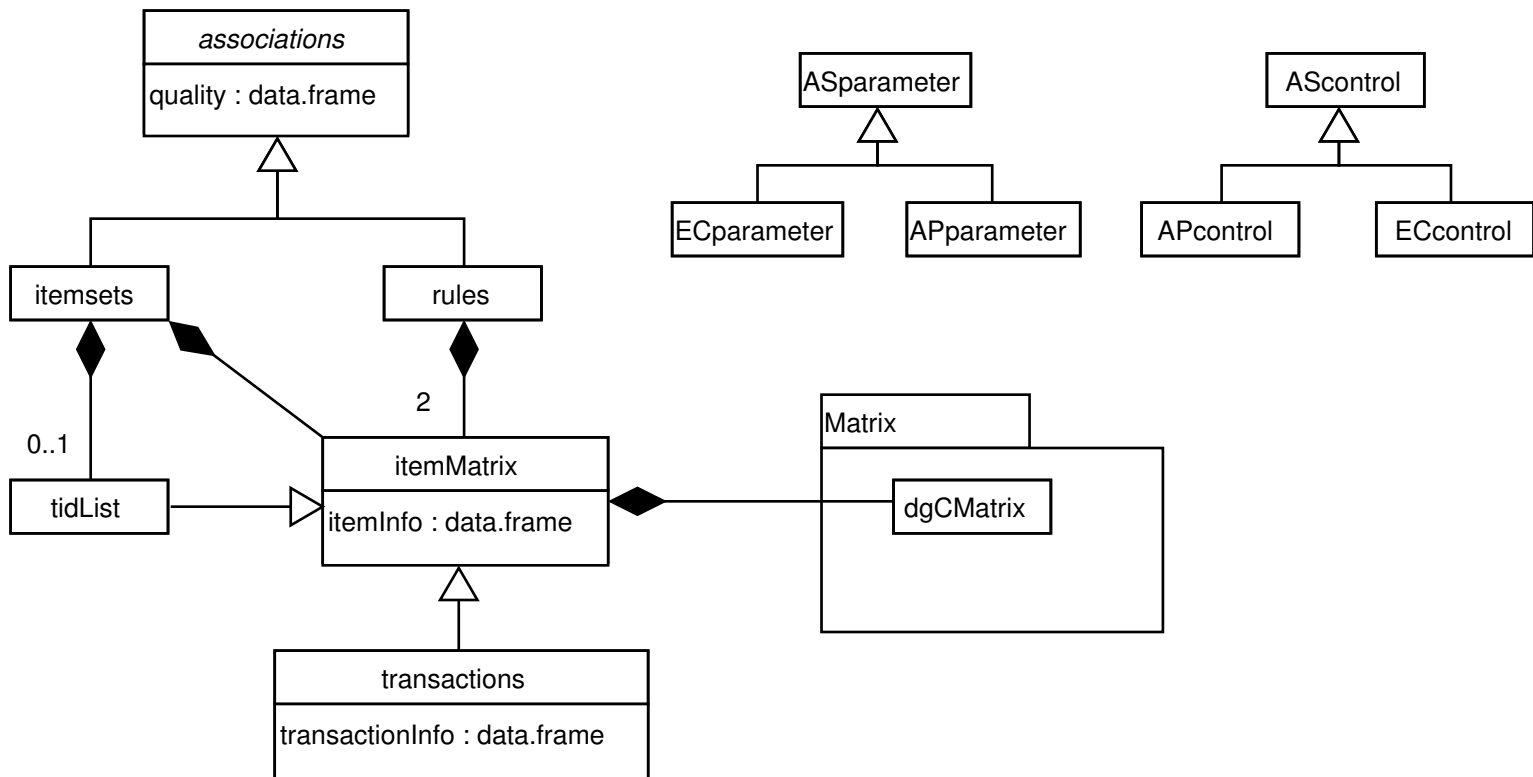 associations
quality : data.frame
ASparameter
AScontrol
ECparameter
APparameter
APcontrol
ECcontrol
itemsets
rules
2
0..1
Matrix
itemMatrix
itemInfo : data.frame
tidList
dgCMatrix
transactions
transactionInfo : data.frame